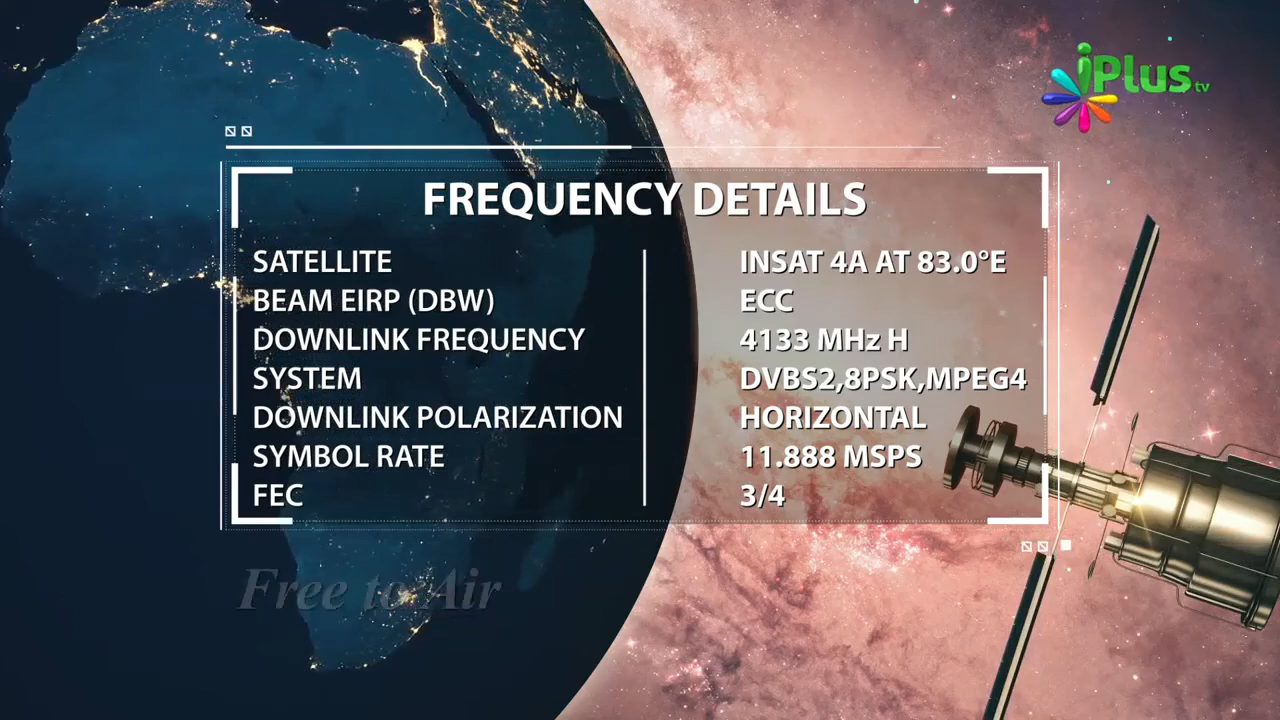 iPlus tv
FREQUENCY DETAILS
SATELLITE INSAT 4A AT 83.0°E
BEAM EIRP (DBW) ECC
DOWNLINK FREQUENCY 4133 MHz H
SYSTEM DVBS2,8PSK,MPEG4
DOWNLINK POLARIZATION HORIZONTAL
SYMBOL RATE 11.888 MSPS
FEC 3/4
Free to Air